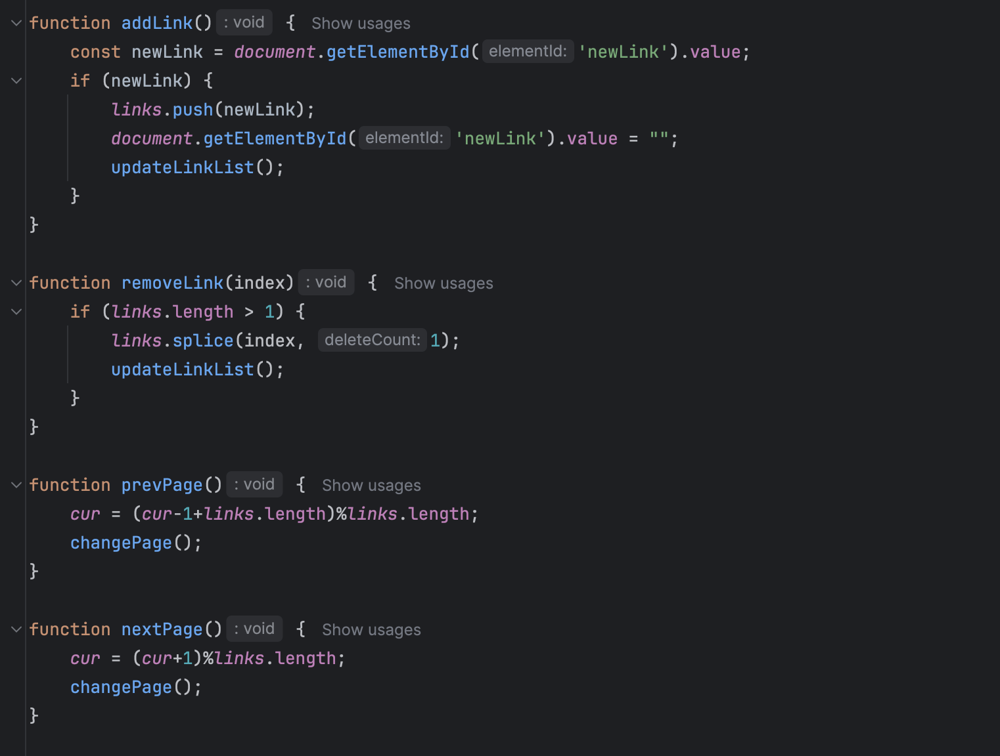 function addLink() : void { Show usages
    const newLink = document.getElementById( elementId: 'newLink').value;
    if (newLink) {
        links.push(newLink);
        document.getElementById( elementId: 'newLink').value = "";
        updateLinkList();
    }
}
function removeLink(index) : void { Show usages
    if (links.length > 1) {
        links.splice(index, deleteCount: 1);
        updateLinkList();
    }
}
function prevPage() : void { Show usages
    cur = (cur-1+links.length)%links.length;
    changePage();
}
function nextPage() : void { Show usages
    cur = (cur+1)%links.length;
    changePage();
}